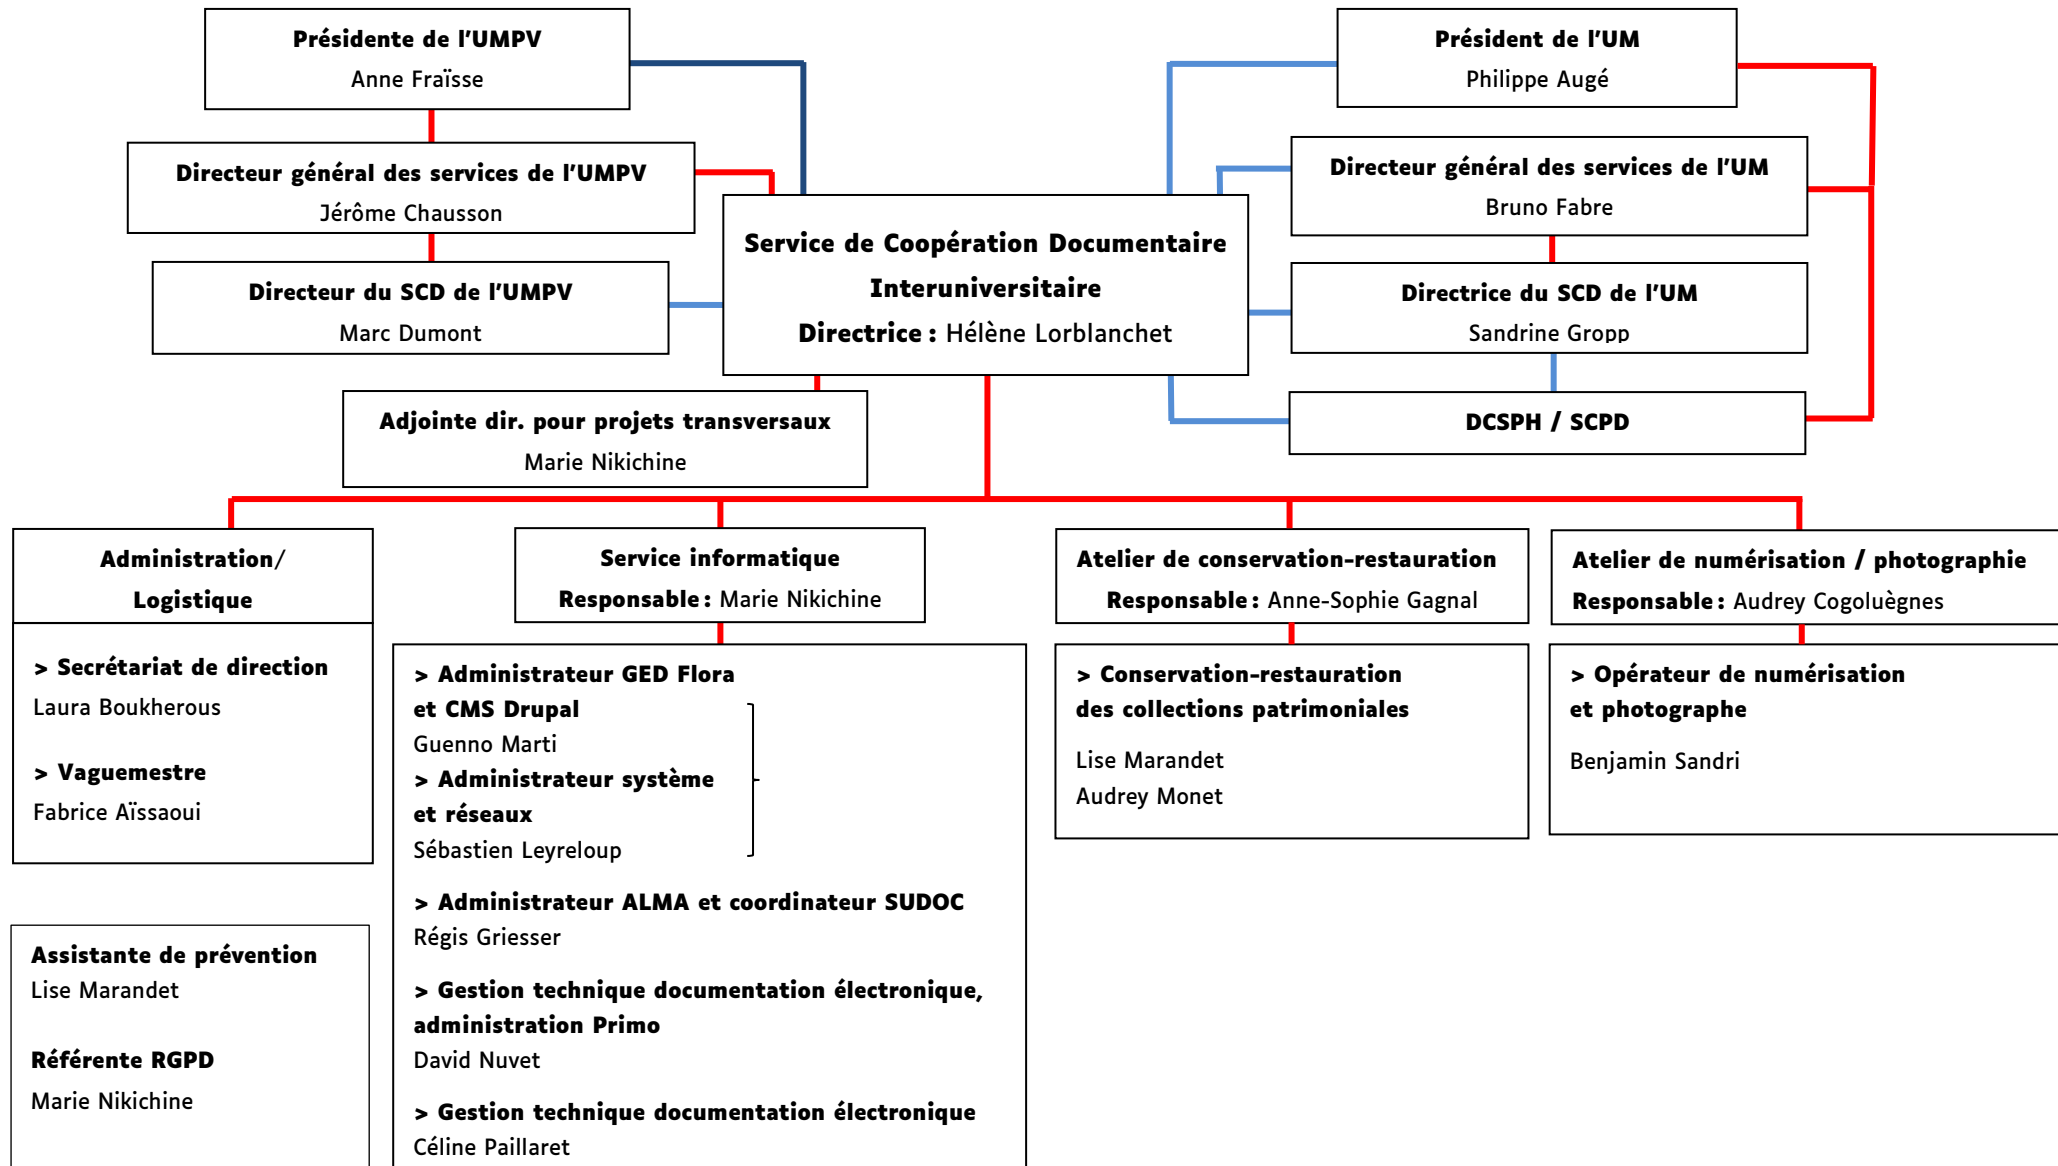 Présidente de l'UMPV
Anne Fraïsse
Président de l'UM
Philippe Augé
Directeur général des services de l'UMPV
Jérôme Chausson
Directeur général des services de l'UM
Bruno Fabre
Service de Coopération Documentaire
Interuniversitaire
Directrice : Hélène Lorblanchet
Directeur du SCD de l'UMPV
Marc Dumont
Directrice du SCD de l'UM
Sandrine Gropp
Adjointe dir. pour projets transversaux
Marie Nikichine
DCSPH / SCPD
Administration/
Logistique
> Secrétariat de direction
Laura Boukherous
> Vaguemestre
Fabrice Aïssaoui
Service informatique
Responsable : Marie Nikichine
> Administrateur GED Flora
et CMS Drupal
Guenno Marti
> Administrateur système
et réseaux
Sébastien Leyreloup
> Administrateur ALMA et coordinateur SUDOC
Régis Griesser
> Gestion technique documentation électronique,
administration Primo
David Nuvet
> Gestion technique documentation électronique
Céline Paillaret
Atelier de conservation-restauration
Responsable : Anne-Sophie Gagnal
> Conservation-restauration
des collections patrimoniales
Lise Marandet
Audrey Monet
Atelier de numérisation / photographie
Responsable : Audrey Cogoluègnes
> Opérateur de numérisation
et photographe
Benjamin Sandri
Assistante de prévention
Lise Marandet
Référente RGPD
Marie Nikichine